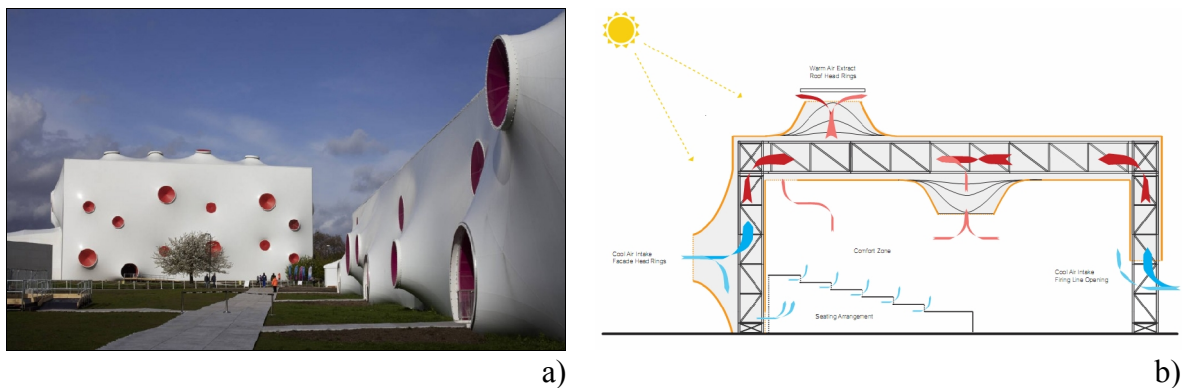 Warm Air Extract
Roof Head Rings
Cool Air Intake
Facade Head Rings
Comfort Zone
Cool Air Intake
Firing Line Opening
Seating Arrangement
a)
b)